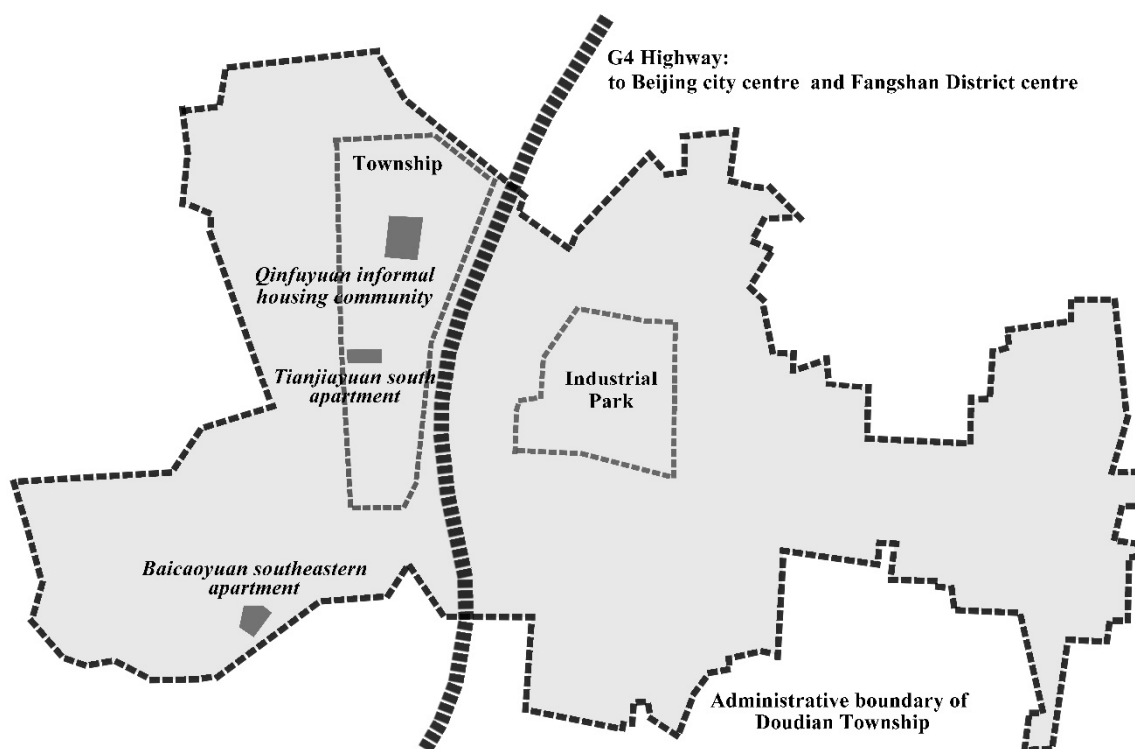 G4 Highway:
to Beijing city centre and Fangshan District centre
Township
Qinfuyuan informal
housing community
Tianjiayuan south
apartment
Industrial
Park
Baicaoyuan southeastern
apartment
Administrative boundary of
Doudian Township